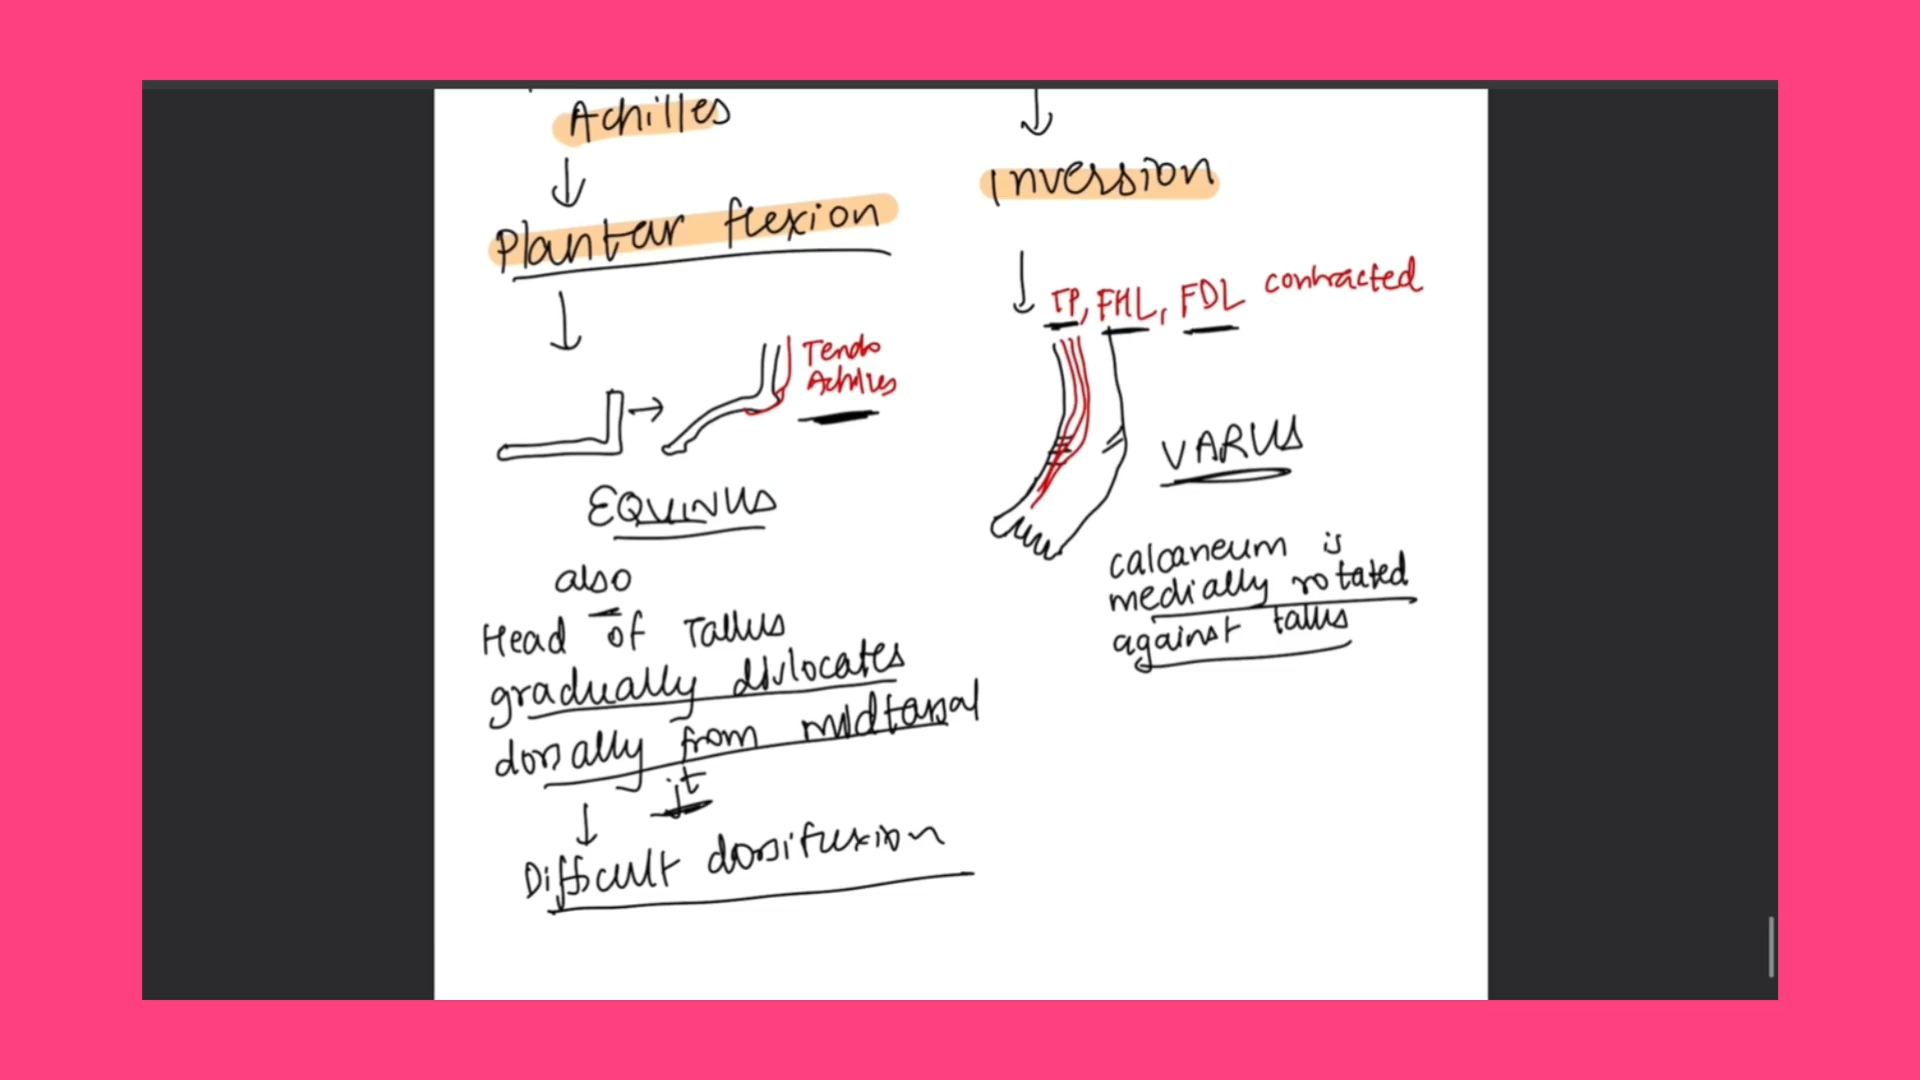 Achilles
Plantar flexion
Tendo
Achilles
EQUINUS
also
Head of Tallus
gradually dislocates
dorsally from midtarsal
jt
Difficult dorsiflexion
Inversion
TP, FHL, FDL contracted
VARUS
calcaneum is
medially rotated
against tallus